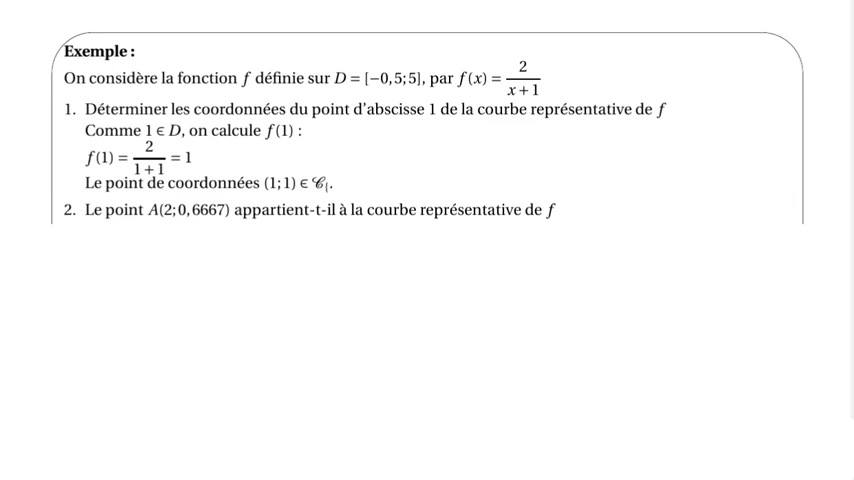 Exemple :
On considère la fonction f définie sur D = [−0,5;5], par f(x) = 2/(x+1)
1. Déterminer les coordonnées du point d'abscisse 1 de la courbe représentative de f
Comme 1 ∈ D, on calcule f(1) :
f(1) = 2/(1+1) = 1
Le point de coordonnées (1;1) ∈ 𝒞f.
2. Le point A(2;0,6667) appartient-t-il à la courbe représentative de f